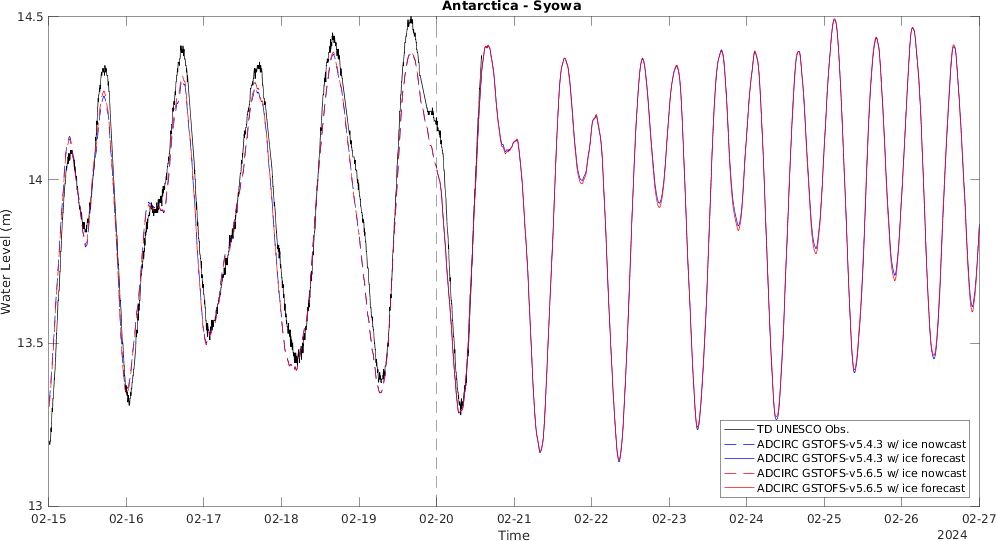 Antarctica - Syowa
Water Level (m)
14.5
14
13.5
13
02-15 02-16 02-17 02-18 02-19 02-20 02-21 02-22 02-23 02-24 02-25 02-26 02-27
Time
2024
TD UNESCO Obs.
ADCIRC GSTOFS-v5.4.3 w/ ice nowcast
ADCIRC GSTOFS-v5.4.3 w/ ice forecast
ADCIRC GSTOFS-v5.6.5 w/ ice nowcast
ADCIRC GSTOFS-v5.6.5 w/ ice forecast